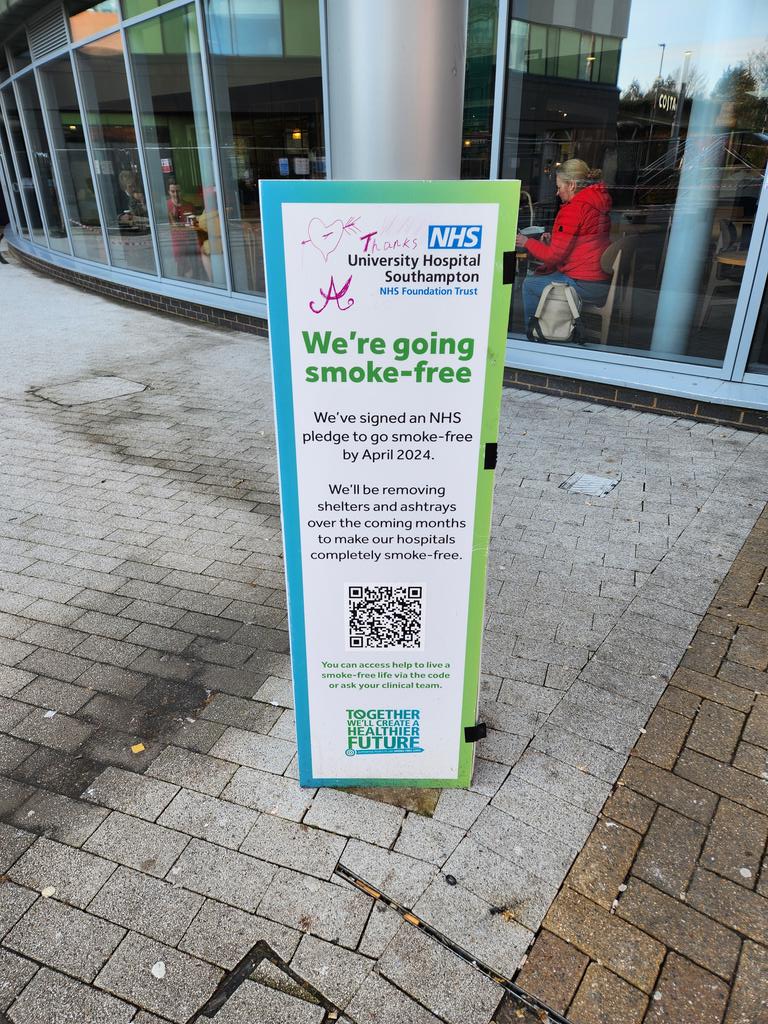 Thanks
NHS
University Hospital
Southampton
NHS Foundation Trust
A
We're going
smoke-free
We've signed an NHS
pledge to go smoke-free
by April 2024.
We'll be removing
shelters and ashtrays
over the coming months
to make our hospitals
completely smoke-free.
You can access help to live a
smoke-free life via the code
or ask your clinical team.
TOGETHER
WE'LL CREATE A
HEALTHIER
FUTURE
COSTA